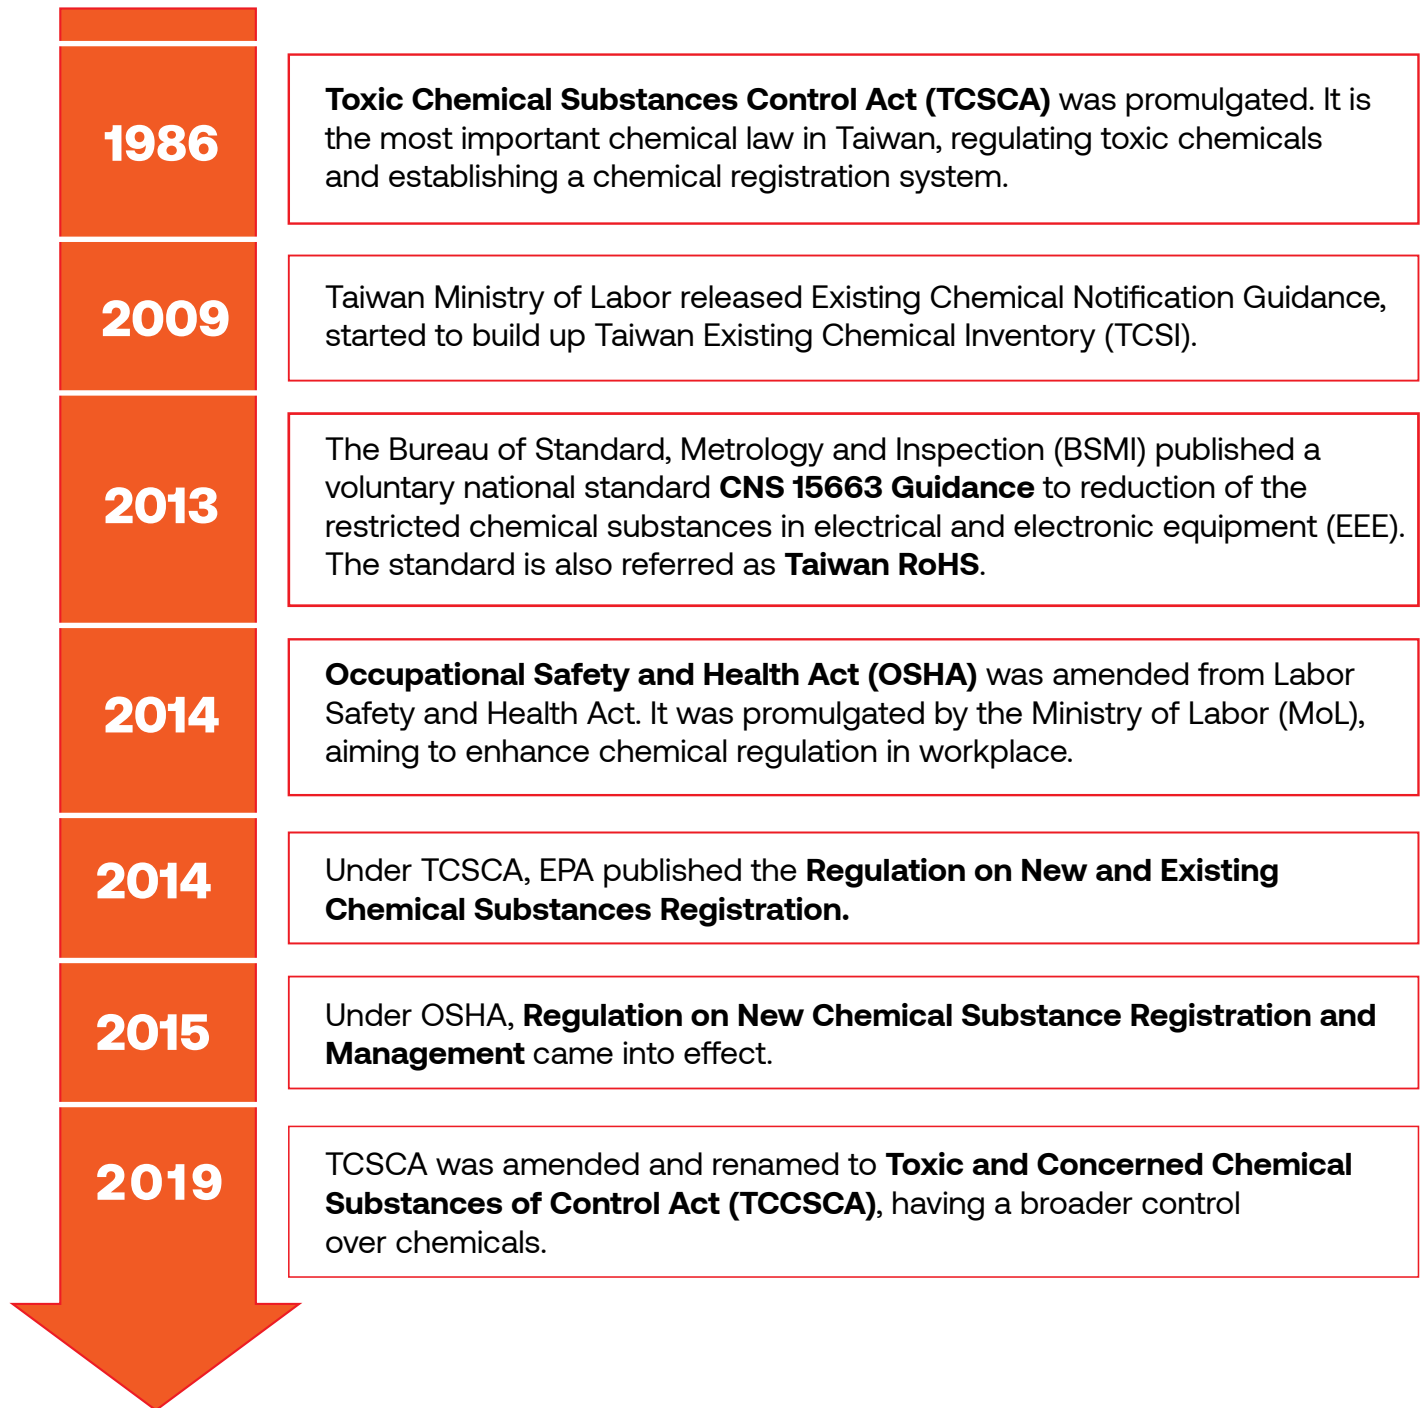 1986
Toxic Chemical Substances Control Act (TCSCA) was promulgated. It is
the most important chemical law in Taiwan, regulating toxic chemicals
and establishing a chemical registration system.
2009
Taiwan Ministry of Labor released Existing Chemical Notification Guidance,
started to build up Taiwan Existing Chemical Inventory (TCSI).
2013
The Bureau of Standard, Metrology and Inspection (BSMI) published a
voluntary national standard CNS 15663 Guidance to reduction of the
restricted chemical substances in electrical and electronic equipment (EEE).
The standard is also referred as Taiwan RoHS.
2014
Occupational Safety and Health Act (OSHA) was amended from Labor
Safety and Health Act. It was promulgated by the Ministry of Labor (MoL),
aiming to enhance chemical regulation in workplace.
2014
Under TCSCA, EPA published the Regulation on New and Existing
Chemical Substances Registration.
2015
Under OSHA, Regulation on New Chemical Substance Registration and
Management came into effect.
2019
TCSCA was amended and renamed to Toxic and Concerned Chemical
Substances of Control Act (TCCSCA), having a broader control
over chemicals.